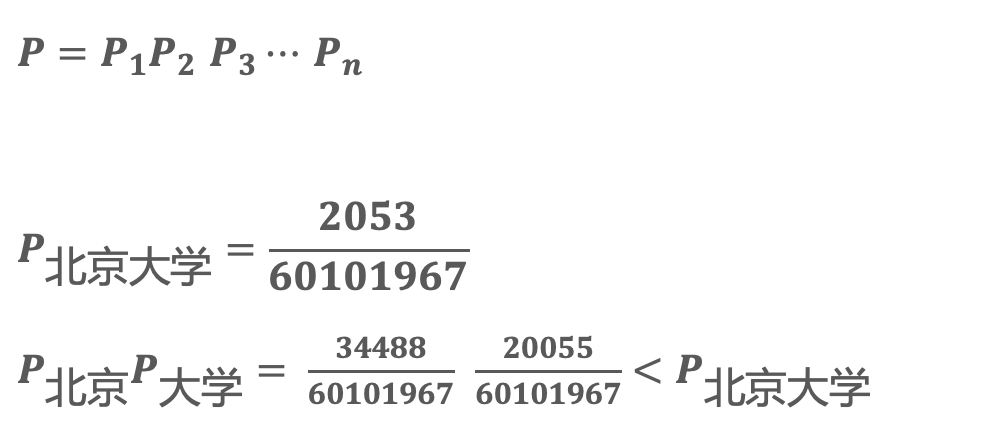 P = P₁P₂ P₃ ⋯ Pₙ
P北京大学 = 2053/60101967
P北京P大学 = 34488/60101967 20055/60101967 < P北京大学